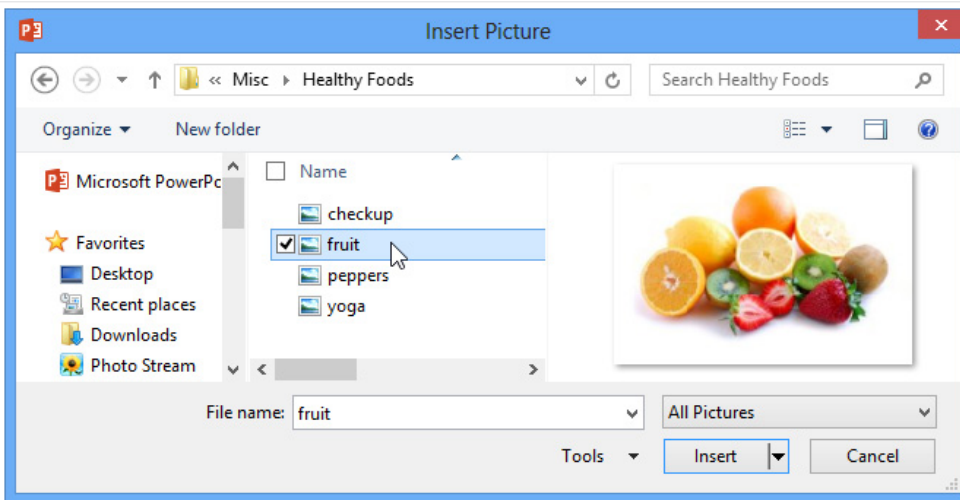 Insert Picture
« Misc Healthy Foods
Search Healthy Foods
Organize
New folder
Microsoft PowerPc
Name
checkup
Favorites
fruit
Desktop
peppers
Recent places
yoga
Downloads
Photo Stream
File name: fruit
All Pictures
Tools
Insert
Cancel